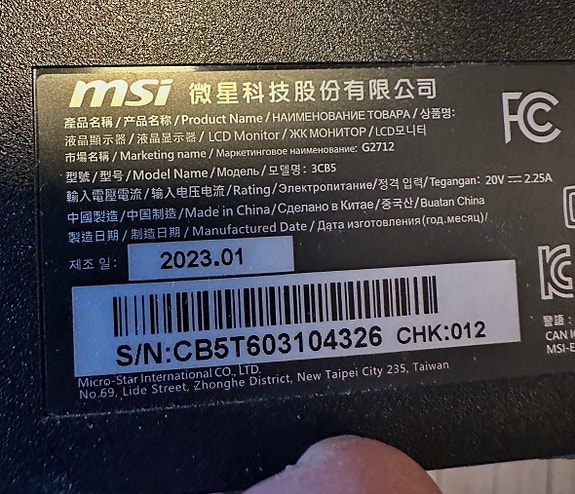 msi 微星科技股份有限公司
FC
產品名稱 / 产品名称 / Product Name / НАИМЕНОВАНИЕ ТОВАРА / 상품명:
液晶顯示器 / 液晶显示器 / LCD Monitor / ЖК МОНИТОР / LCD모니터
市場名稱 / Marketing name / Маркетинговое наименование: G2712
型號 / 型号 / Model Name / Модель / 모델명: 3CB5
輸入電壓電流 / 输入电压电流 / Rating / Электропитание / 정격 입력 / Tegangan: 20V ⎓ 2.25A
中國製造 / 中国制造 / Made in China / Сделано в Китае / 중국산 / Buatan China
製造日期 / 制造日期 / Manufactured Date / Дата изготовления (год.месяц) /
제조 일: 2023.01
S/N:CB5T603104326 CHK:012
Micro-Star International CO., LTD.
No.69, Lide Street, Zhonghe District, New Taipei City 235, Taiwan
警語:
CAN I
MSI-E